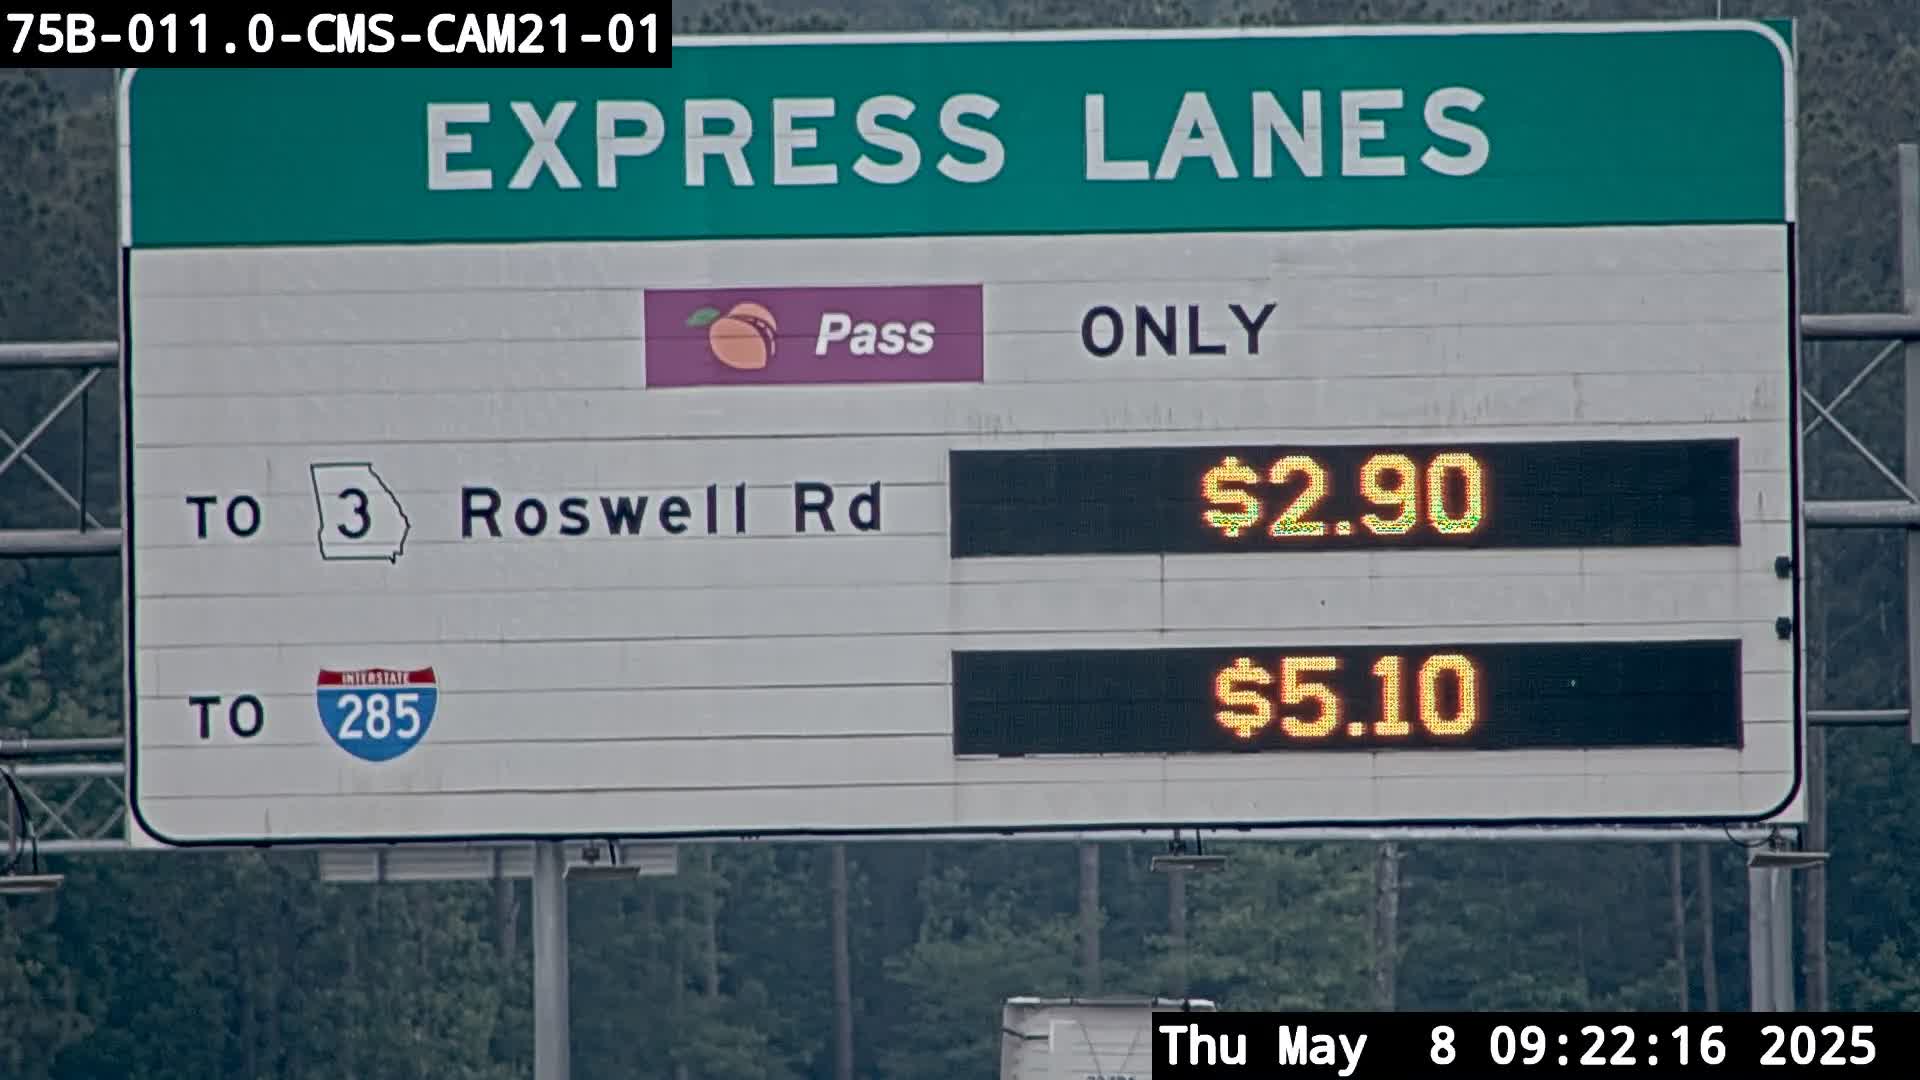 75B-011.0-CMS-CAM21-01
EXPRESS LANES
Pass ONLY
TO 3 Roswell Rd $2.90
TO INTERSTATE 285 $5.10
Thu May 8 09:22:16 2025